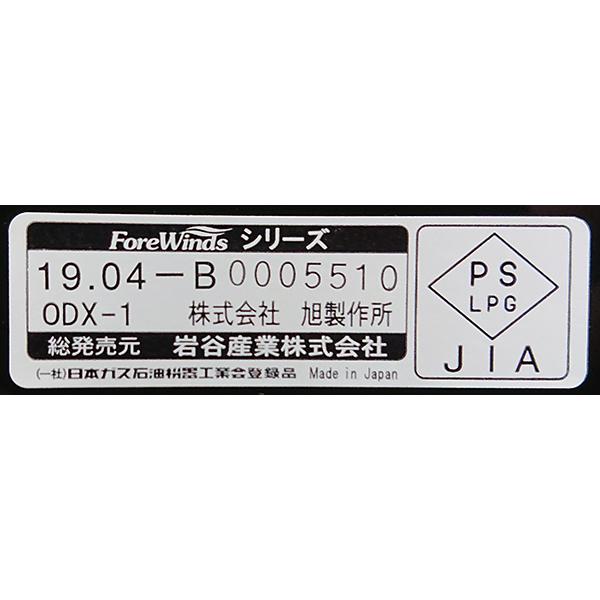 ForeWinds シリーズ
19.04-B0005510
ODX-1 株式会社 旭製作所
総発売元 岩谷産業株式会社
(一社)日本ガス石油機器工業会登録品 Made in Japan
PS
LPG
JIA